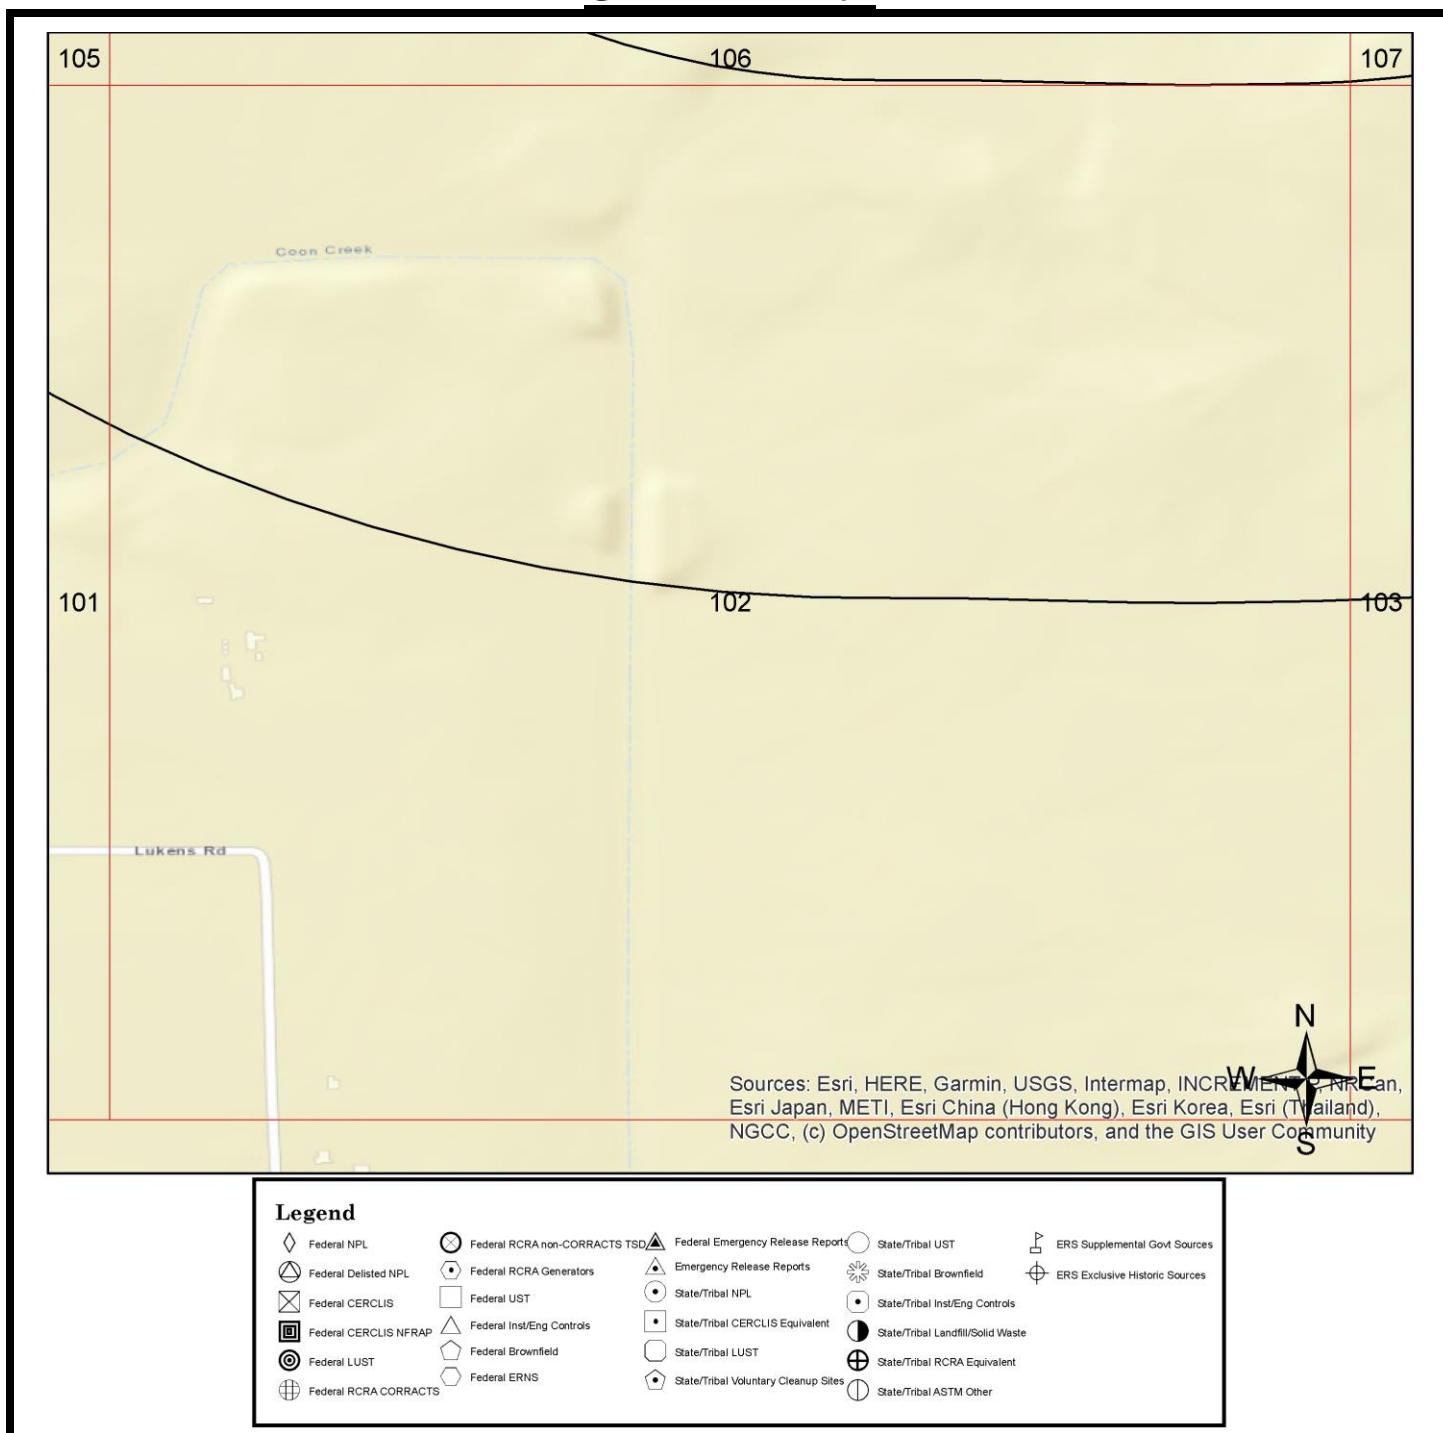 105 106 107
Coon Creek
101 102 103
Lukens Rd
N
W E
S
Sources: Esri, HERE, Garmin, USGS, Intermap, INCREMENT P,
Esri Japan, METI, Esri China (Hong Kong), Esri Korea, Esri (Thailand),
NGCC, (c) OpenStreetMap contributors, and the GIS User Community
Legend
Federal NPL
Federal Delisted NPL
Federal CERCLIS
Federal CERCLIS NFRAP
Federal LUST
Federal RCRA CORRACTS
Federal RCRA non-CORRACTS TSD
Federal RCRA Generators
Federal UST
Federal Inst/Eng Controls
Federal Brownfield
Federal ERNS
Federal Emergency Release Reports
Emergency Release Reports
State/Tribal NPL
State/Tribal CERCLIS Equivalent
State/Tribal LUST
State/Tribal Voluntary Cleanup Sites
State/Tribal UST
State/Tribal Brownfield
State/Tribal Inst/Eng Controls
State/Tribal Landfill/Solid Waste
State/Tribal RCRA Equivalent
State/Tribal ASTM Other
ERS Supplemental Govt Sources
ERS Exclusive Historic Sources